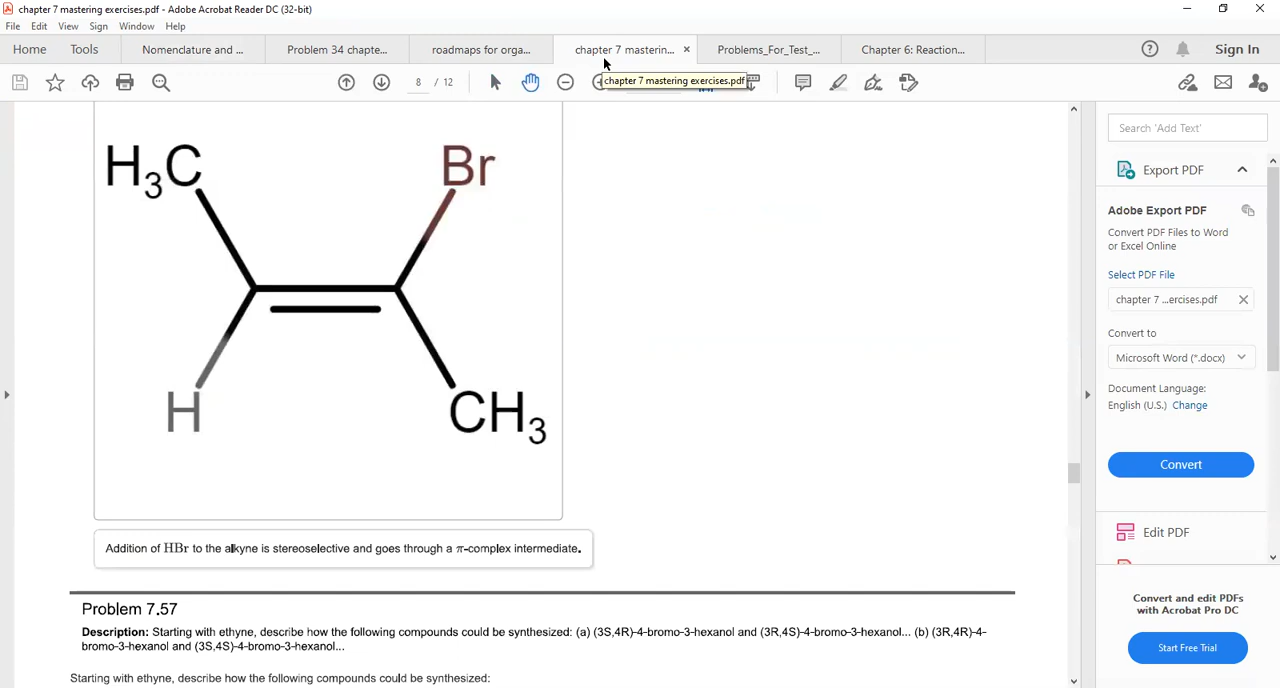 chapter 7 mastering exercises.pdf - Adobe Acrobat Reader DC (32-bit)
File Edit View Sign Window Help
Home Tools Nomenclature and ... Problem 34 chapte... roadmaps for orga... chapter 7 masterin... × Problems_For_Test_... Chapter 6: Reaction... Sign In
8 / 12
chapter 7 mastering exercises.pdf
H3C Br
H CH3
Addition of HBr to the alkyne is stereoselective and goes through a π-complex intermediate.
Problem 7.57
Description: Starting with ethyne, describe how the following compounds could be synthesized: (a) (3S,4R)-4-bromo-3-hexanol and (3R,4S)-4-bromo-3-hexanol... (b) (3R,4R)-4-
bromo-3-hexanol and (3S,4S)-4-bromo-3-hexanol...
Starting with ethyne, describe how the following compounds could be synthesized:
Search 'Add Text'
Export PDF
Adobe Export PDF
Convert PDF Files to Word
or Excel Online
Select PDF File
chapter 7 ...ercises.pdf
Convert to
Microsoft Word (*.docx)
Document Language:
English (U.S.) Change
Convert
Edit PDF
Convert and edit PDFs
with Acrobat Pro DC
Start Free Trial